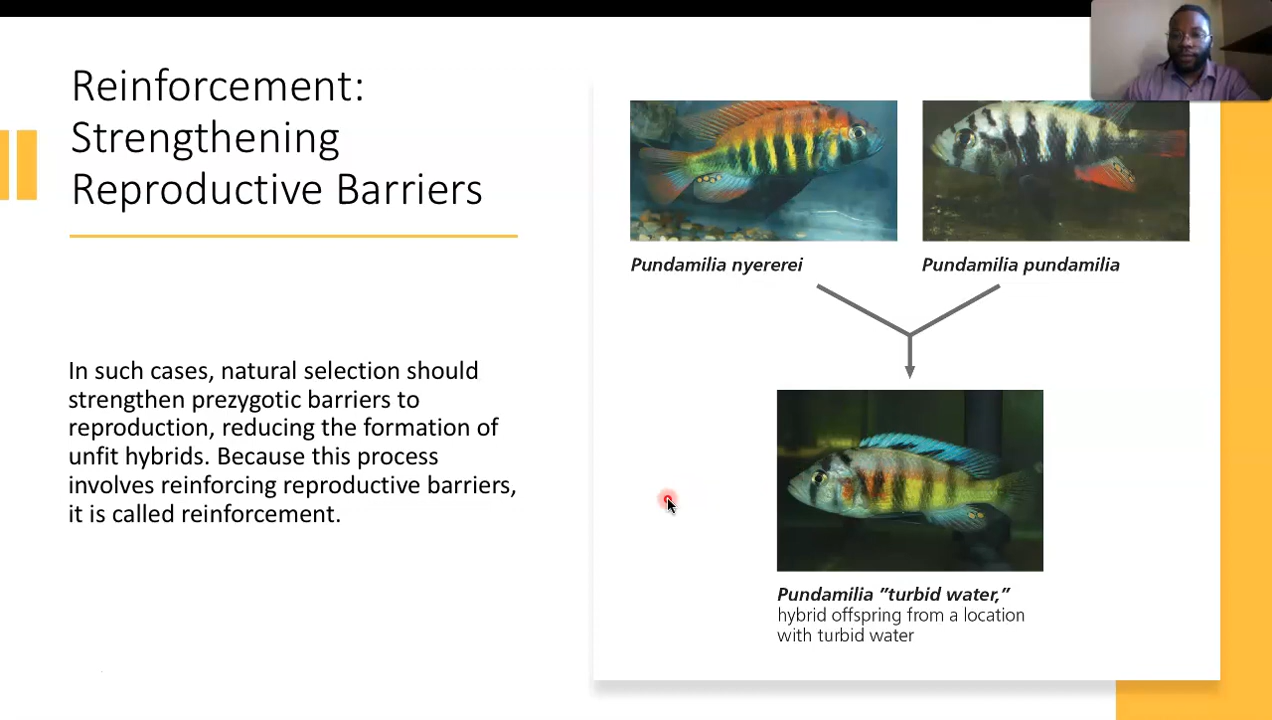 Reinforcement:
Strengthening
Reproductive Barriers
In such cases, natural selection should
strengthen prezygotic barriers to
reproduction, reducing the formation of
unfit hybrids. Because this process
involves reinforcing reproductive barriers,
it is called reinforcement.
Pundamilia nyererei
Pundamilia pundamilia
Pundamilia ”turbid water,”
hybrid offspring from a location
with turbid water